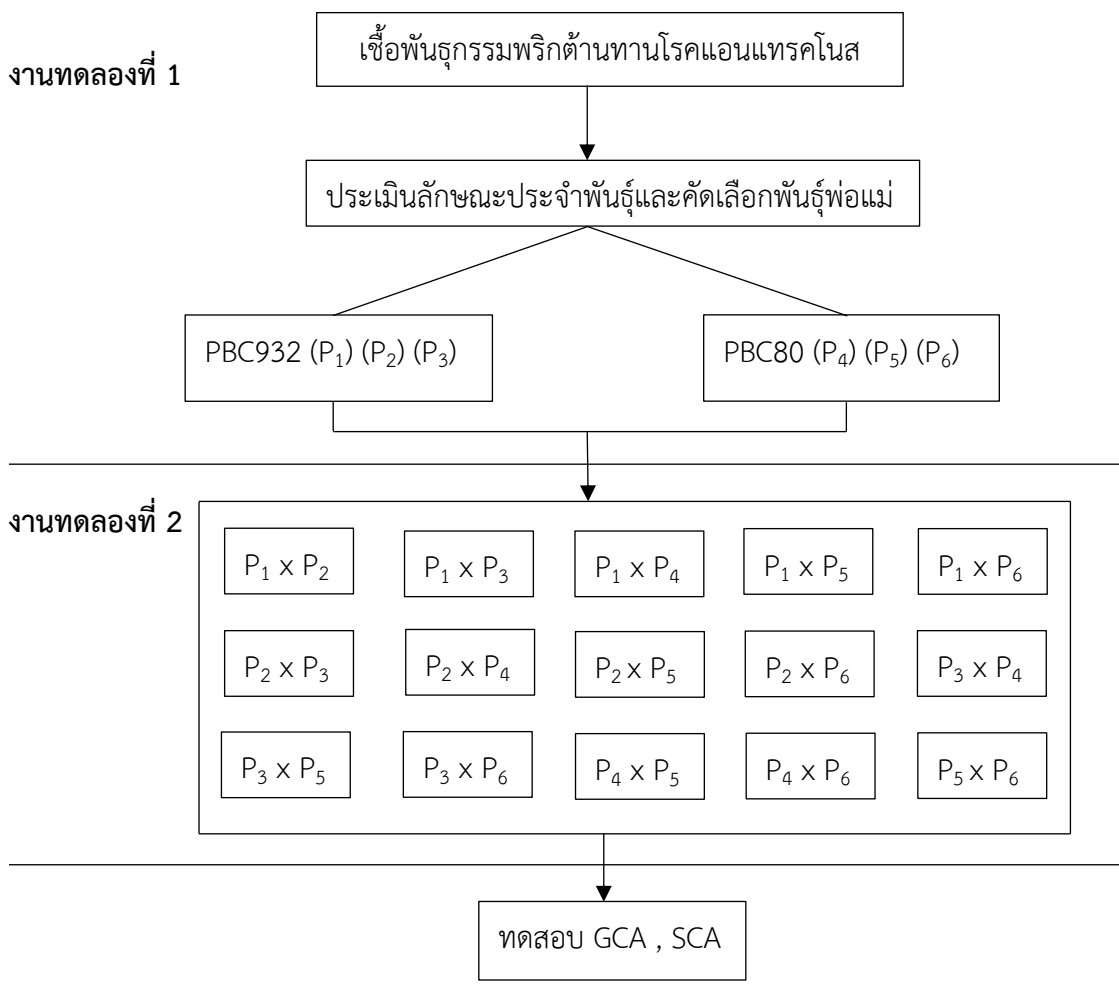 เชื้อพันธุกรรมพริกต้านทานโรคแอนแทรคโนส
งานทดลองที่ 1
ประเมินลักษณะประจำพันธุ์และคัดเลือกพันธุ์พ่อแม่
PBC932 (P₁) (P₂) (P₃)
PBC80 (P₄) (P₅) (P₆)
งานทดลองที่ 2
P₁ x P₂
P₁ x P₃
P₁ x P₄
P₁ x P₅
P₁ x P₆
P₂ x P₃
P₂ x P₄
P₂ x P₅
P₂ x P₆
P₃ x P₄
P₃ x P₅
P₃ x P₆
P₄ x P₅
P₄ x P₆
P₅ x P₆
ทดสอบ GCA , SCA